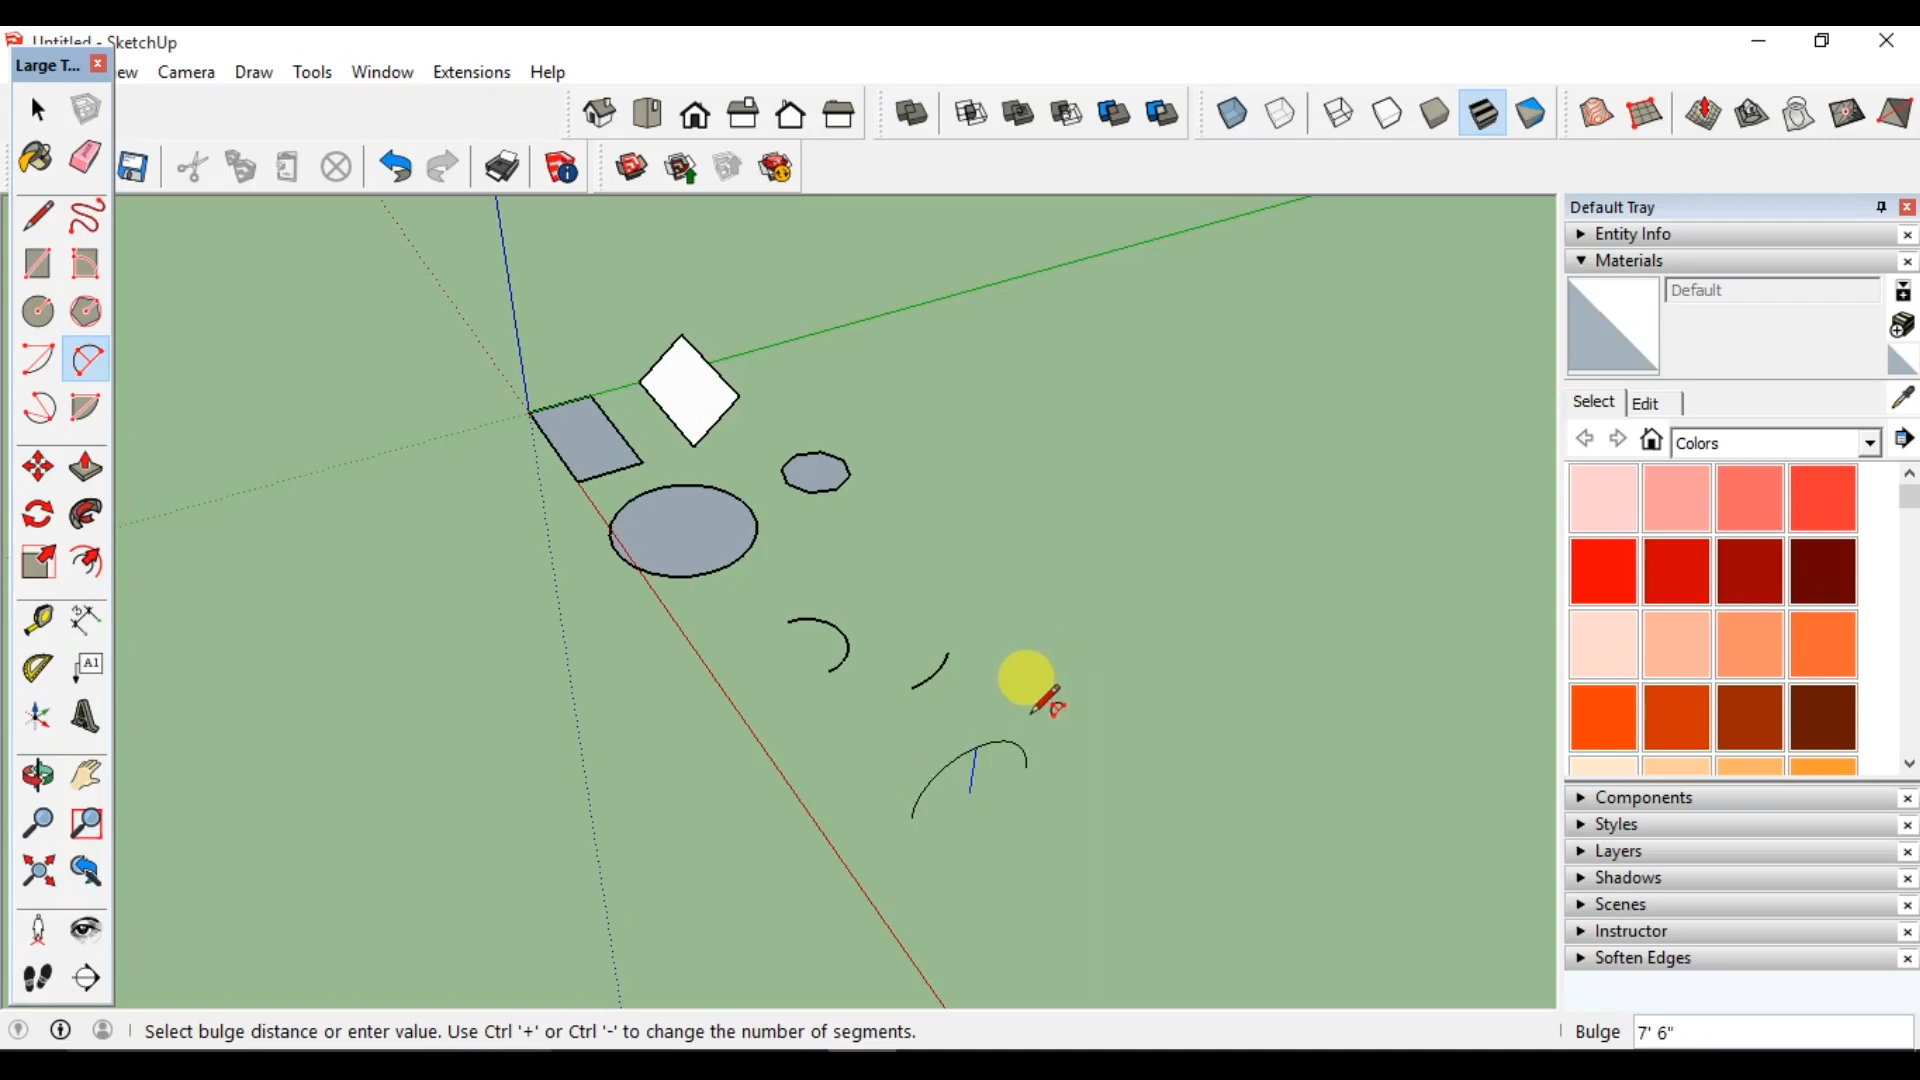 Untitled - SketchUp
Large T...
ew Camera Draw Tools Window Extensions Help
Default Tray
Entity Info
Materials
Default
Select Edit
Colors
A1
Components
Styles
Layers
Shadows
Scenes
Instructor
Soften Edges
Select bulge distance or enter value. Use Ctrl '+' or Ctrl '-' to change the number of segments.
Bulge 7' 6"